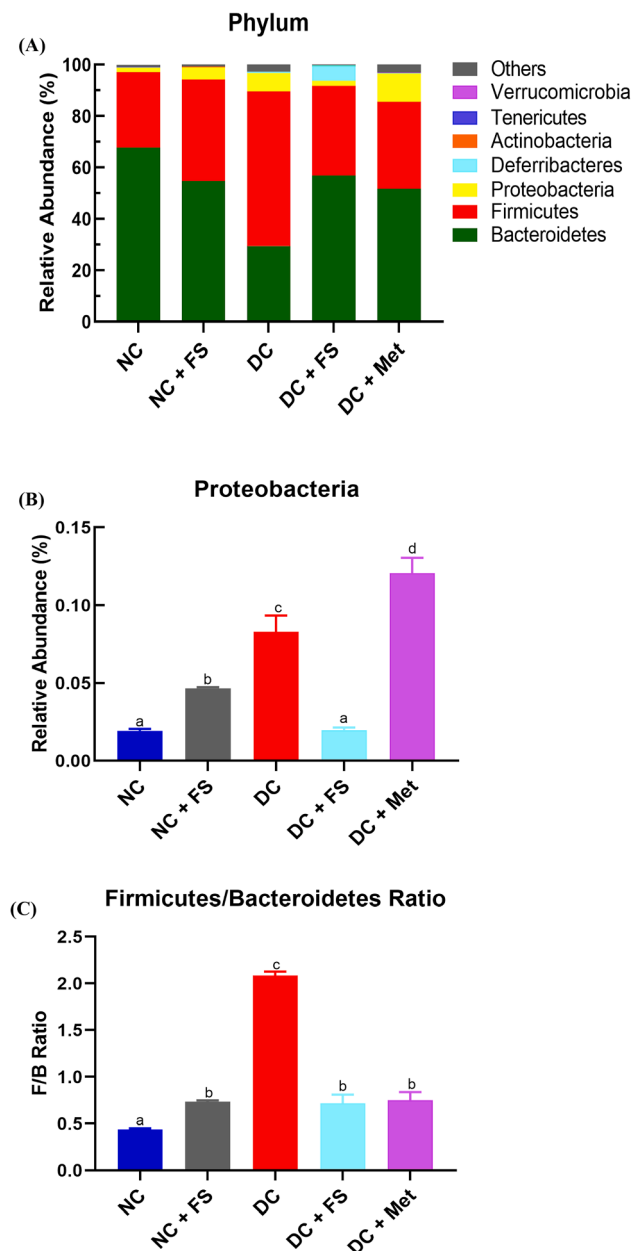 (A)
Phylum
Relative Abundance (%)
100
80
60
40
20
0
NC
NC + FS
DC
DC + FS
DC + Met
Others
Verrucomicrobia
Tenericutes
Actinobacteria
Deferribacteres
Proteobacteria
Firmicutes
Bacteroidetes
(B)
Proteobacteria
Relative Abundance (%)
0.15
0.10
0.05
0.00
a
b
c
a
d
NC
NC + FS
DC
DC + FS
DC + Met
(C)
Firmicutes/Bacteroidetes Ratio
F/B Ratio
2.5
2.0
1.5
1.0
0.5
0.0
a
b
c
b
b
NC
NC + FS
DC
DC + FS
DC + Met